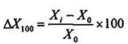 ΔX₁₀₀ = (Xᵢ − X₀) / X₀ × 100